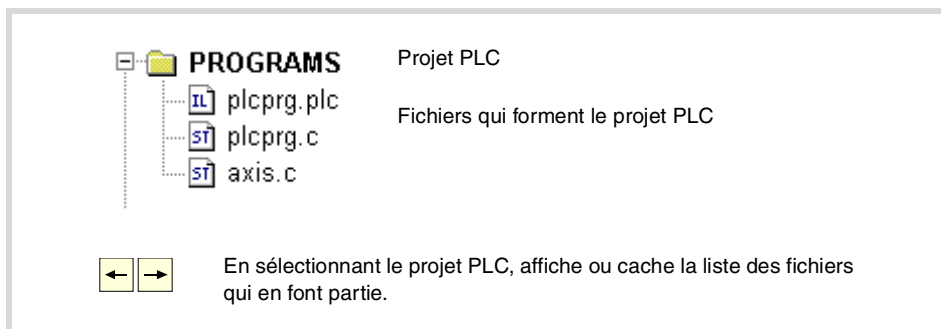 PROGRAMS
Projet PLC
IL plcprg.plc
Fichiers qui forment le projet PLC
ST plcprg.c
ST axis.c
En sélectionnant le projet PLC, affiche ou cache la liste des fichiers
qui en font partie.